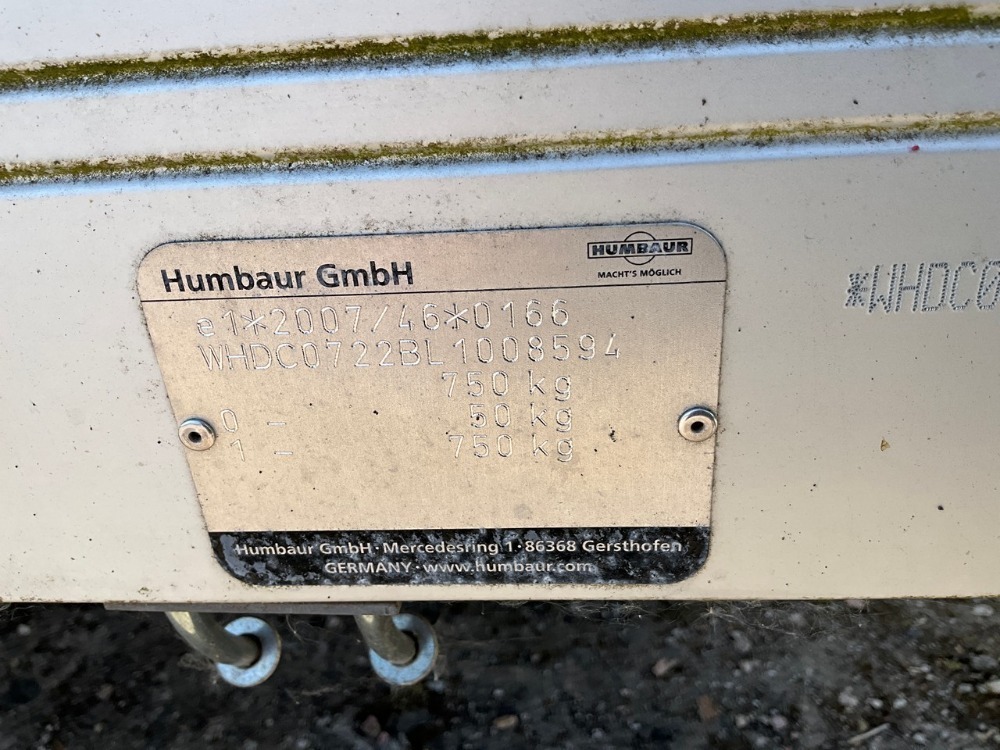 Humbaur GmbH
HUMBAUR
MACHT'S MÖGLICH
e1*2007/46*0166
WHDC0722BL1008594
750 kg
0 - 50 kg
1 - 750 kg
Humbaur GmbH · Mercedesring 1 · 86368 Gersthofen
GERMANY · www.humbaur.com
*WHDC0